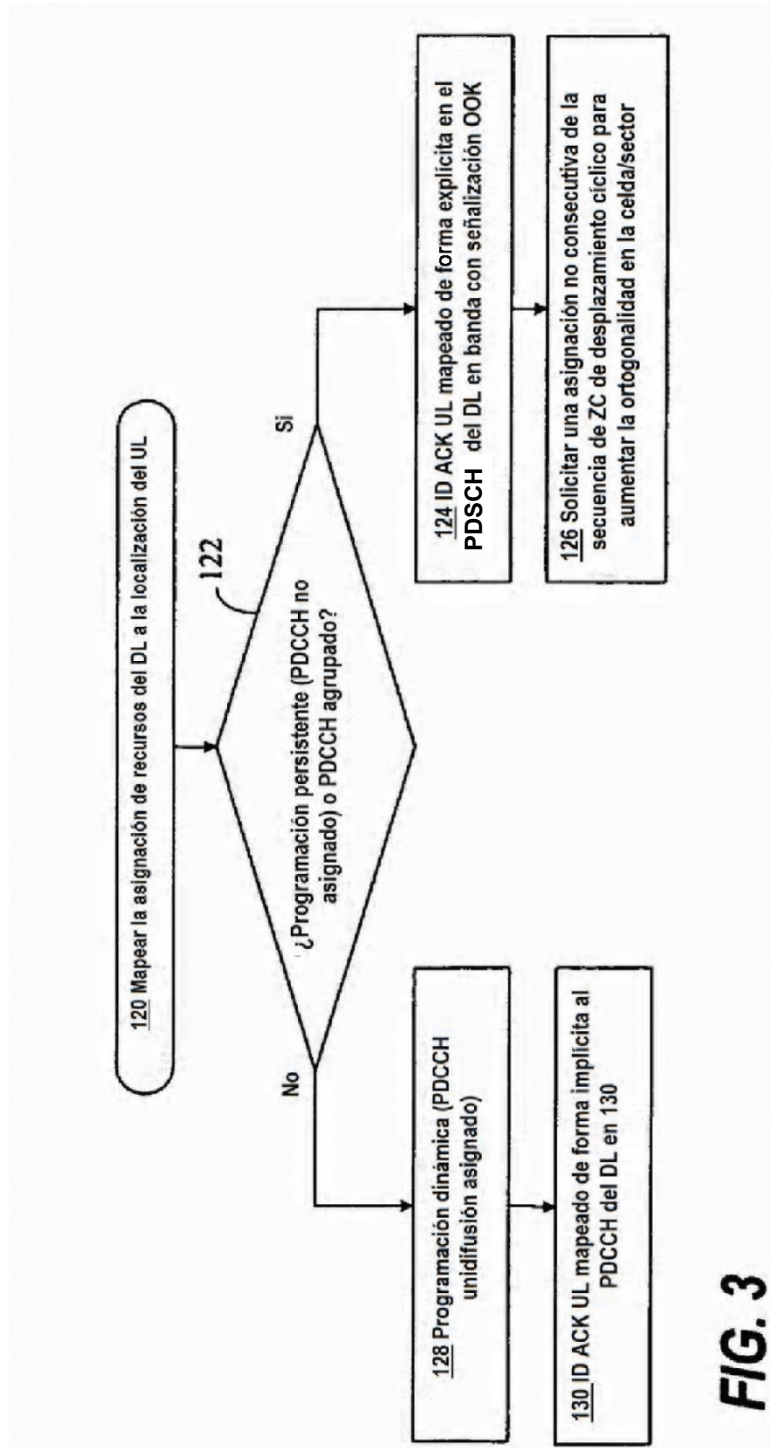 120 Mapear la asignación de recursos del DL a la localización del UL
122
¿Programación persistente (PDCCH no
asignado) o PDCCH agrupado?
No
Si
128 Programación dinámica (PDCCH
unidifusión asignado)
130 ID ACK UL mapeado de forma implicita al
PDCCH del DL en 130
124 ID ACK UL mapeado de forma explicita en el
PDSCH del DL en banda con señalización OOK
126 Solicitar una asignación no consecutiva de la
secuencia de ZC de desplazamiento cíclico para
aumentar la ortogonalidad en la celda/sector
FIG. 3